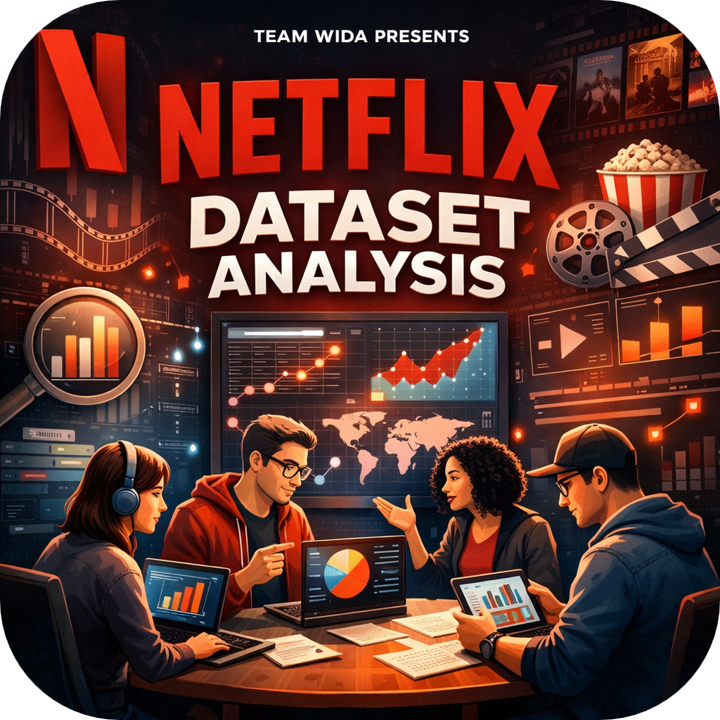 TEAM WIDA PRESENTS
N
NETFLIX
DATASET
ANALYSIS